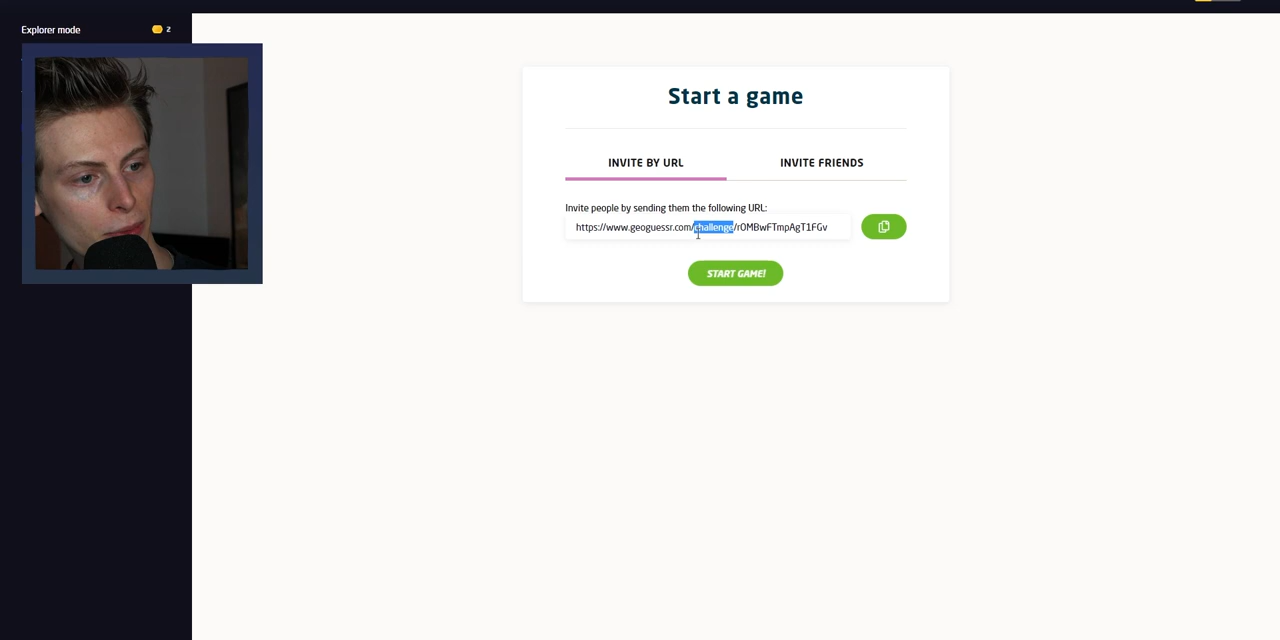 Explorer mode 2
Start a game
INVITE BY URL INVITE FRIENDS
Invite people by sending them the following URL:
https://www.geoguessr.com/challenge/rOMBwFTmpAgT1FGv
START GAME!